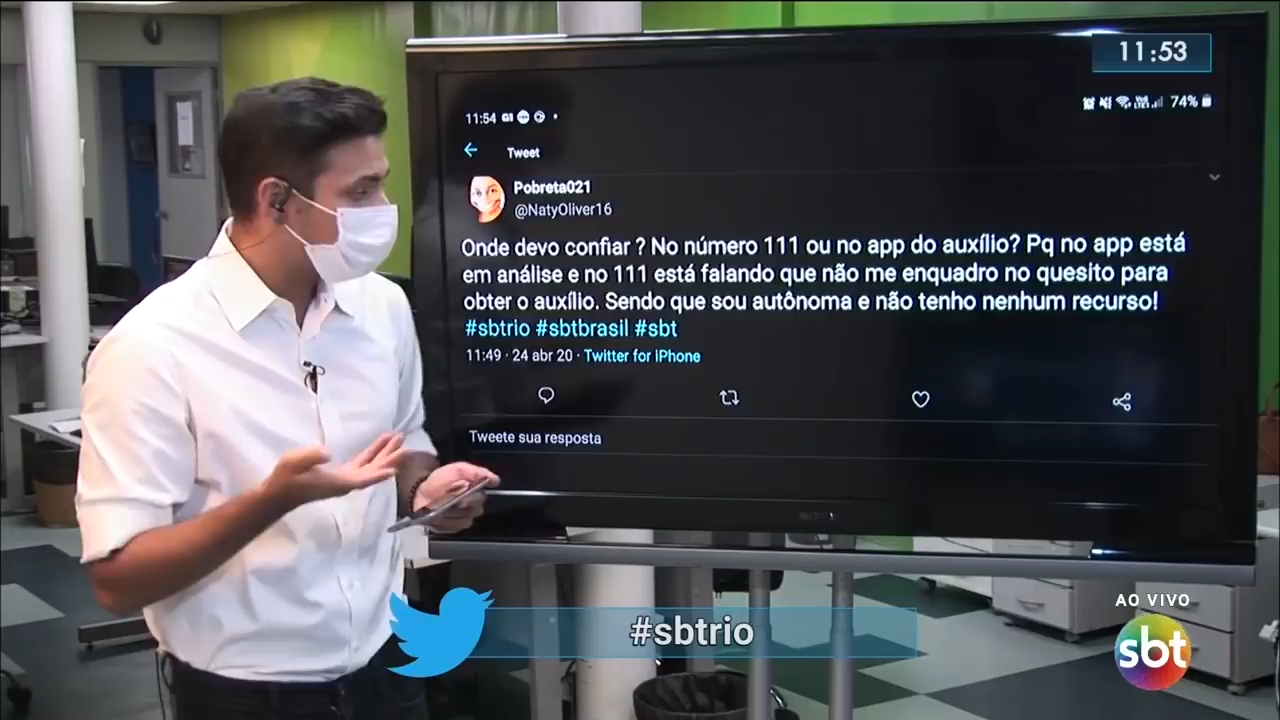 11:53
11:54
74%
Tweet
Pobreta021
@NatyOliver16
Onde devo confiar ? No número 111 ou no app do auxílio? Pq no app está
em análise e no 111 está falando que não me enquadro no quesito para
obter o auxílio. Sendo que sou autônoma e não tenho nenhum recurso!
#sbtrio #sbtbrasil #sbt
11:49 · 24 abr 20 · Twitter for iPhone
Tweete sua resposta
#sbtrio
AO VIVO
sbt